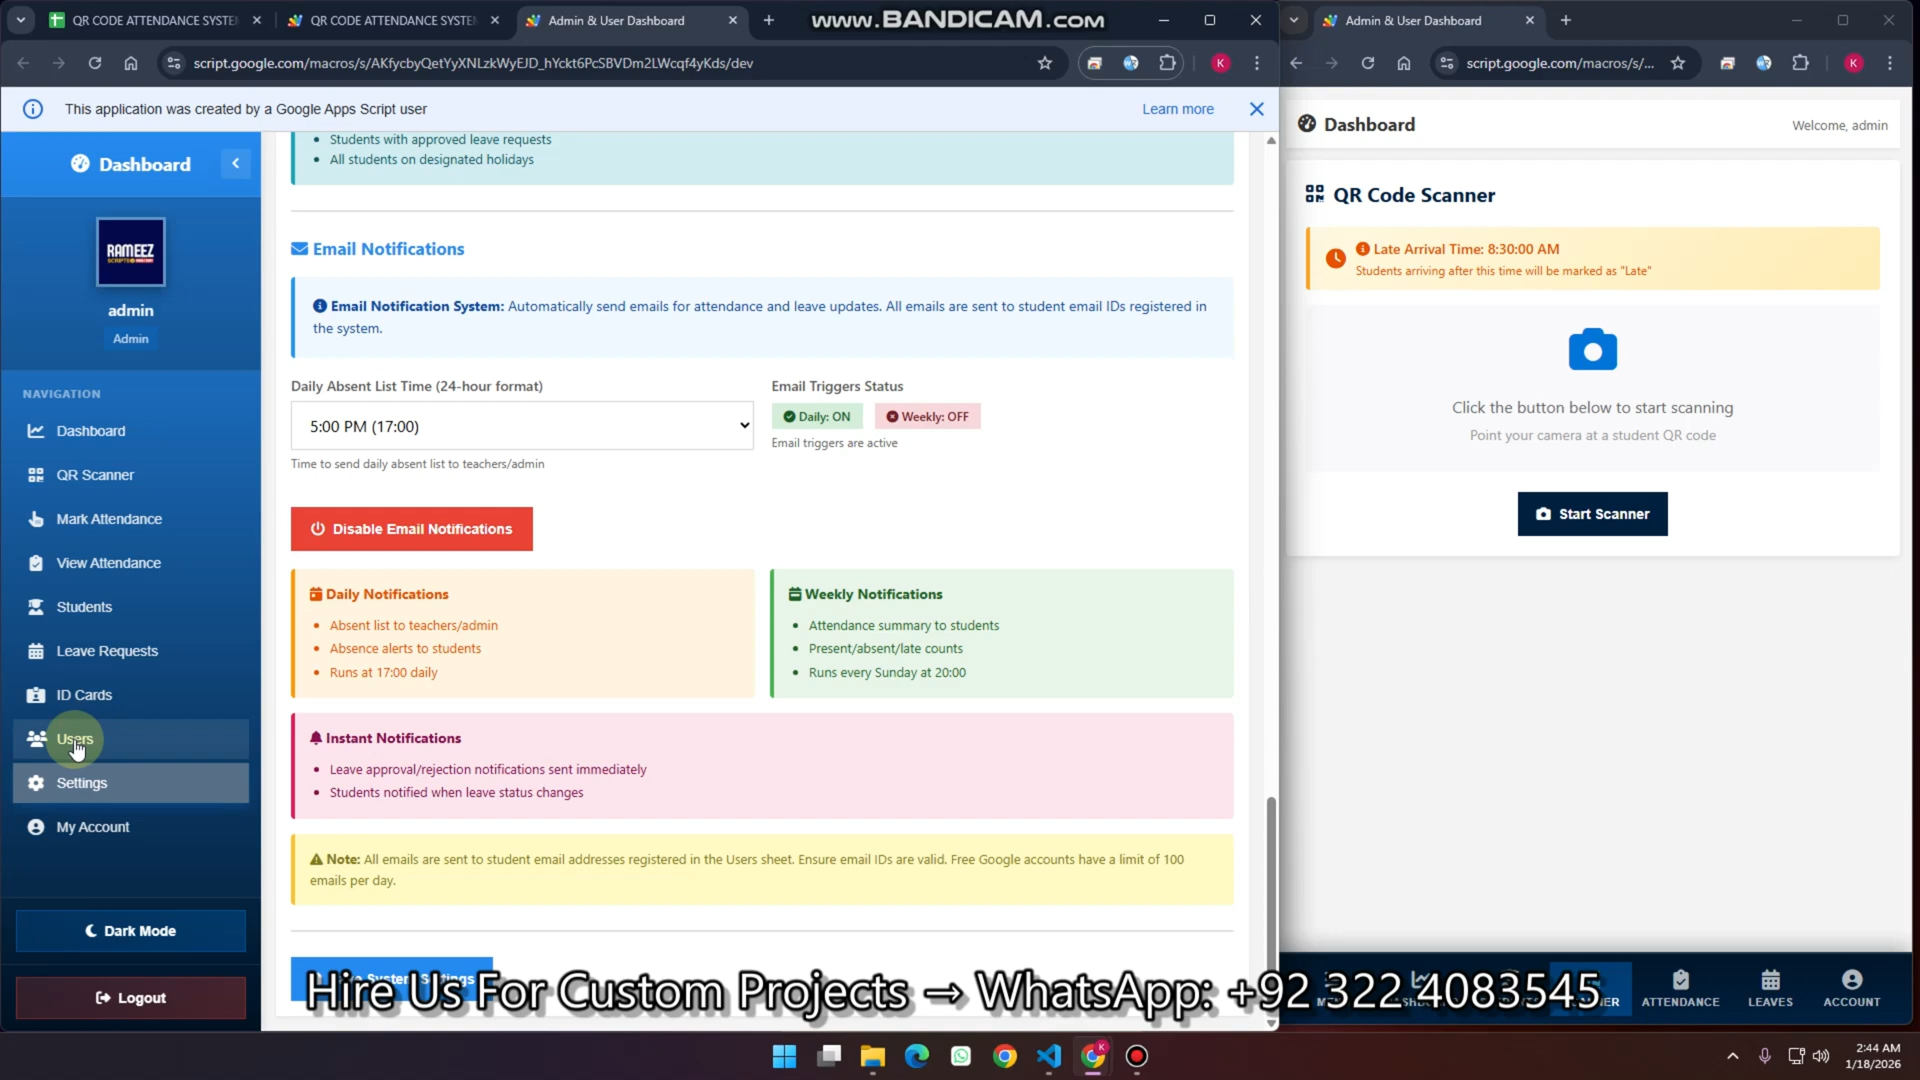 QR CODE ATTENDANCE SYSTE
QR CODE ATTENDANCE SYSTE
Admin & User Dashboard
www.BANDICAM.com
Admin & User Dashboard
script.google.com/macros/s/AKfycbyQetYyXNLzkWyEJD_hYckt6PcSBVDm2LWcqf4yKds/dev
K
script.google.com/macros/s/...
K
This application was created by a Google Apps Script user
Learn more
Dashboard
RAMEEZ
SCRIPTS
admin
Admin
NAVIGATION
Dashboard
QR Scanner
Mark Attendance
View Attendance
Students
Leave Requests
ID Cards
Users
Settings
My Account
Dark Mode
Logout
Students with approved leave requests
All students on designated holidays
Email Notifications
Email Notification System: Automatically send emails for attendance and leave updates. All emails are sent to student email IDs registered in
the system.
Daily Absent List Time (24-hour format)
5:00 PM (17:00)
Time to send daily absent list to teachers/admin
Email Triggers Status
Daily: ON
Weekly: OFF
Email triggers are active
Disable Email Notifications
Daily Notifications
Absent list to teachers/admin
Absence alerts to students
Runs at 17:00 daily
Weekly Notifications
Attendance summary to students
Present/absent/late counts
Runs every Sunday at 20:00
Instant Notifications
Leave approval/rejection notifications sent immediately
Students notified when leave status changes
Note: All emails are sent to student email addresses registered in the Users sheet. Ensure email IDs are valid. Free Google accounts have a limit of 100
emails per day.
Dashboard
Welcome, admin
QR Code Scanner
Late Arrival Time: 8:30:00 AM
Students arriving after this time will be marked as "Late"
Click the button below to start scanning
Point your camera at a student QR code
Start Scanner
ATTENDANCE
LEAVES
ACCOUNT
Hire Us For Custom Projects → WhatsApp: +92 322 4083545
K
2:44 AM
1/18/2026